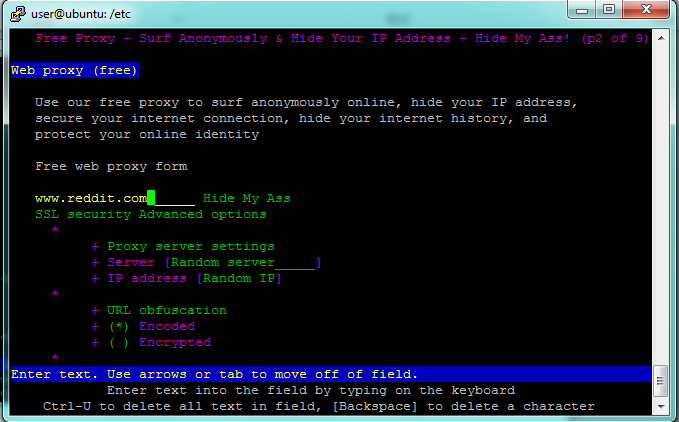 user@ubuntu: /etc
Free Proxy - Surf Anonymously & Hide Your IP Address - Hide My Ass! (p2 of 9)
Web proxy (free)
Use our free proxy to surf anonymously online, hide your IP address,
secure your internet connection, hide your internet history, and
protect your online identity
Free web proxy form
www.reddit.com______ Hide My Ass
SSL security Advanced options
*
+ Proxy server settings
+ Server [Random server_____]
+ IP address [Random IP]
*
+ URL obfuscation
+ (*) Encoded
+ ( ) Encrypted
*
Enter text. Use arrows or tab to move off of field.
Enter text into the field by typing on the keyboard
Ctrl-U to delete all text in field, [Backspace] to delete a character